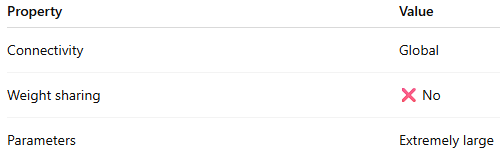 Property Value
Connectivity Global
Weight sharing ❌ No
Parameters Extremely large